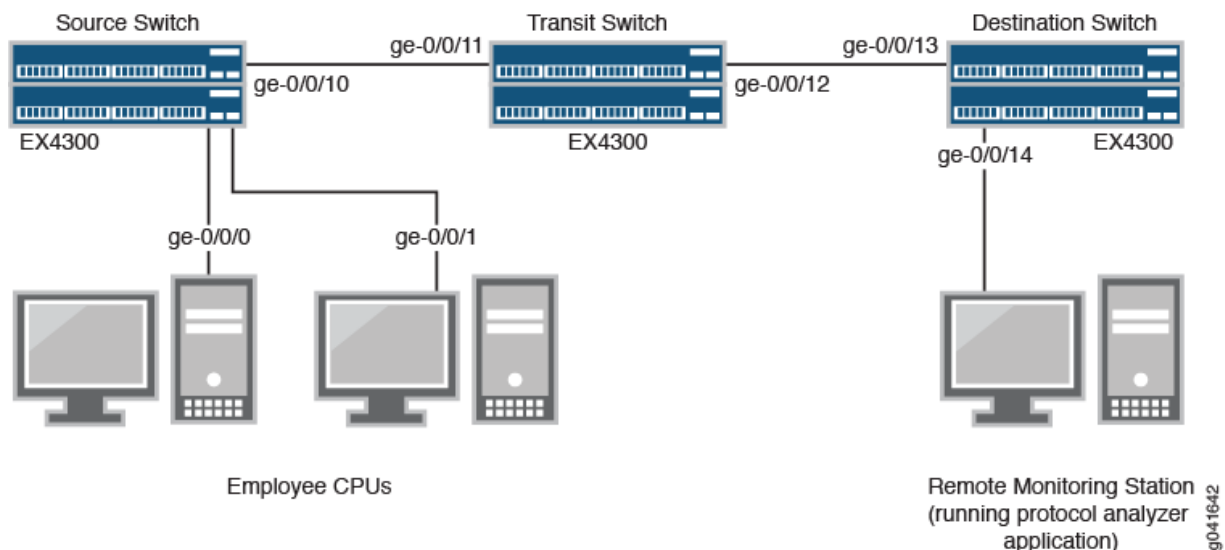 Source Switch
Transit Switch
Destination Switch
ge-0/0/11
ge-0/0/13
ge-0/0/10
ge-0/0/12
EX4300
EX4300
EX4300
ge-0/0/14
ge-0/0/0
ge-0/0/1
Employee CPUs
Remote Monitoring Station
(running protocol analyzer
application)
g041642